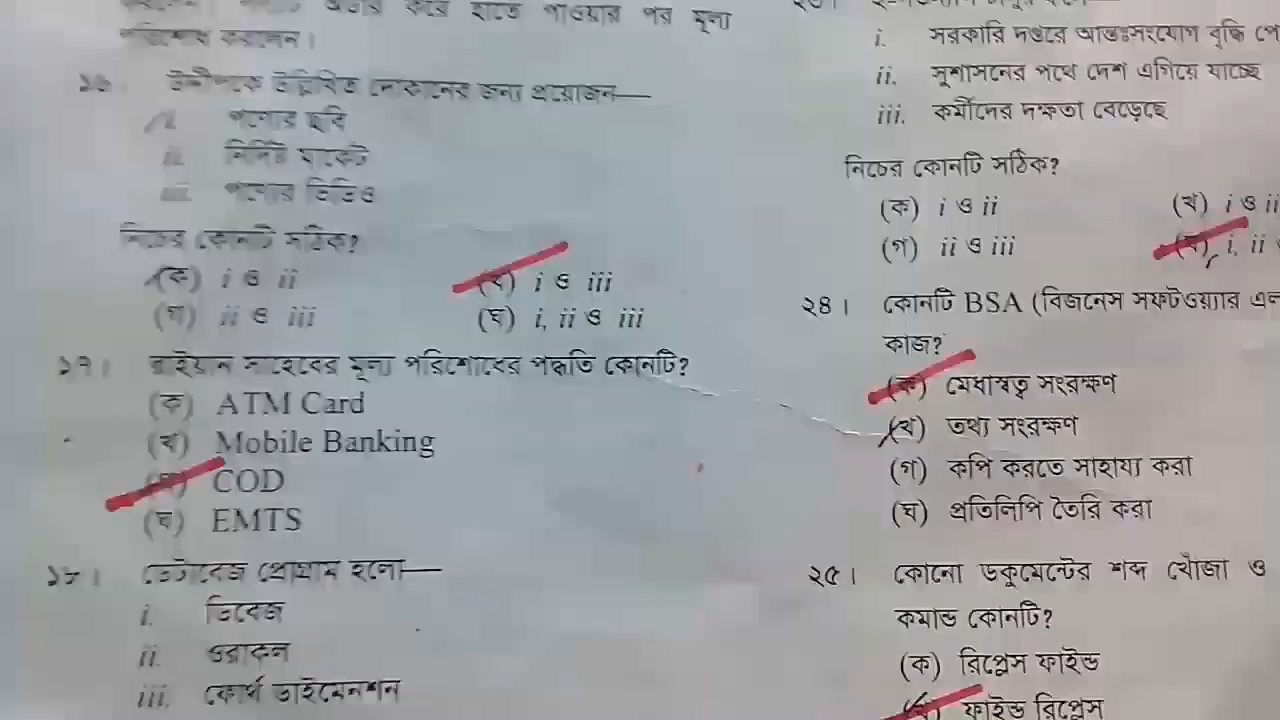 পরিশোধ করলেন।
১৬। উদ্দীপকে উল্লিখিত দোকানের জন্য প্রয়োজন—
i. পণ্যের ছবি
ii. নির্দিষ্ট মার্কেট
iii. পণ্যের ভিডিও
নিচের কোনটি সঠিক?
(ক) i ও ii
(খ) i ও iii
(গ) ii ও iii
(ঘ) i, ii ও iii
১৭। সাহেবের মূল্য পরিশোধের পদ্ধতি কোনটি?
(ক) ATM Card
(খ) Mobile Banking
(গ) COD
(ঘ) EMTS
১৮। ডেটাবেজ প্রোগ্রাম হলো—
i. ডিবেজ
ii. ওরাকল
iii. ফোর্থ ডাইমেনশন
i. সরকারি দপ্তরে আন্তঃসংযোগ বৃদ্ধি পে
ii. সুশাসনের পথে দেশ এগিয়ে যাচ্ছে
iii. কর্মীদের দক্ষতা বেড়েছে
নিচের কোনটি সঠিক?
(ক) i ও ii
(খ) i ও ii
(গ) ii ও iii
(ঘ) i, ii
২৪। কোনটি BSA (বিজনেস সফটওয়্যার এল
কাজ?
(ক) মেধাস্বত্ব সংরক্ষণ
(খ) তথ্য সংরক্ষণ
(গ) কপি করতে সাহায্য করা
(ঘ) প্রতিলিপি তৈরি করা
২৫। কোনো ডকুমেন্টের শব্দ খোঁজা ও
কমান্ড কোনটি?
(ক) রিপ্লেস ফাইন্ড
(খ) ফাইন্ড রিপ্লেস